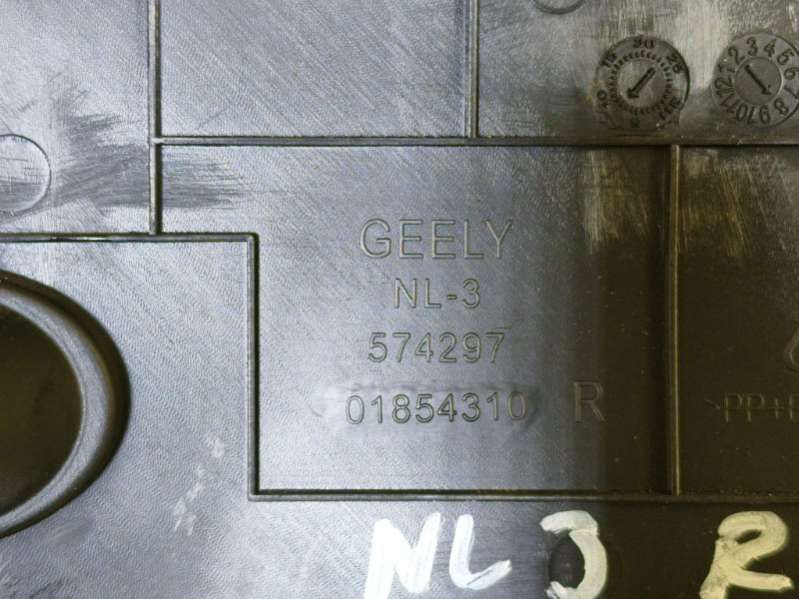 GEELY
NL-3
574297
01854310 R
NL 3 R